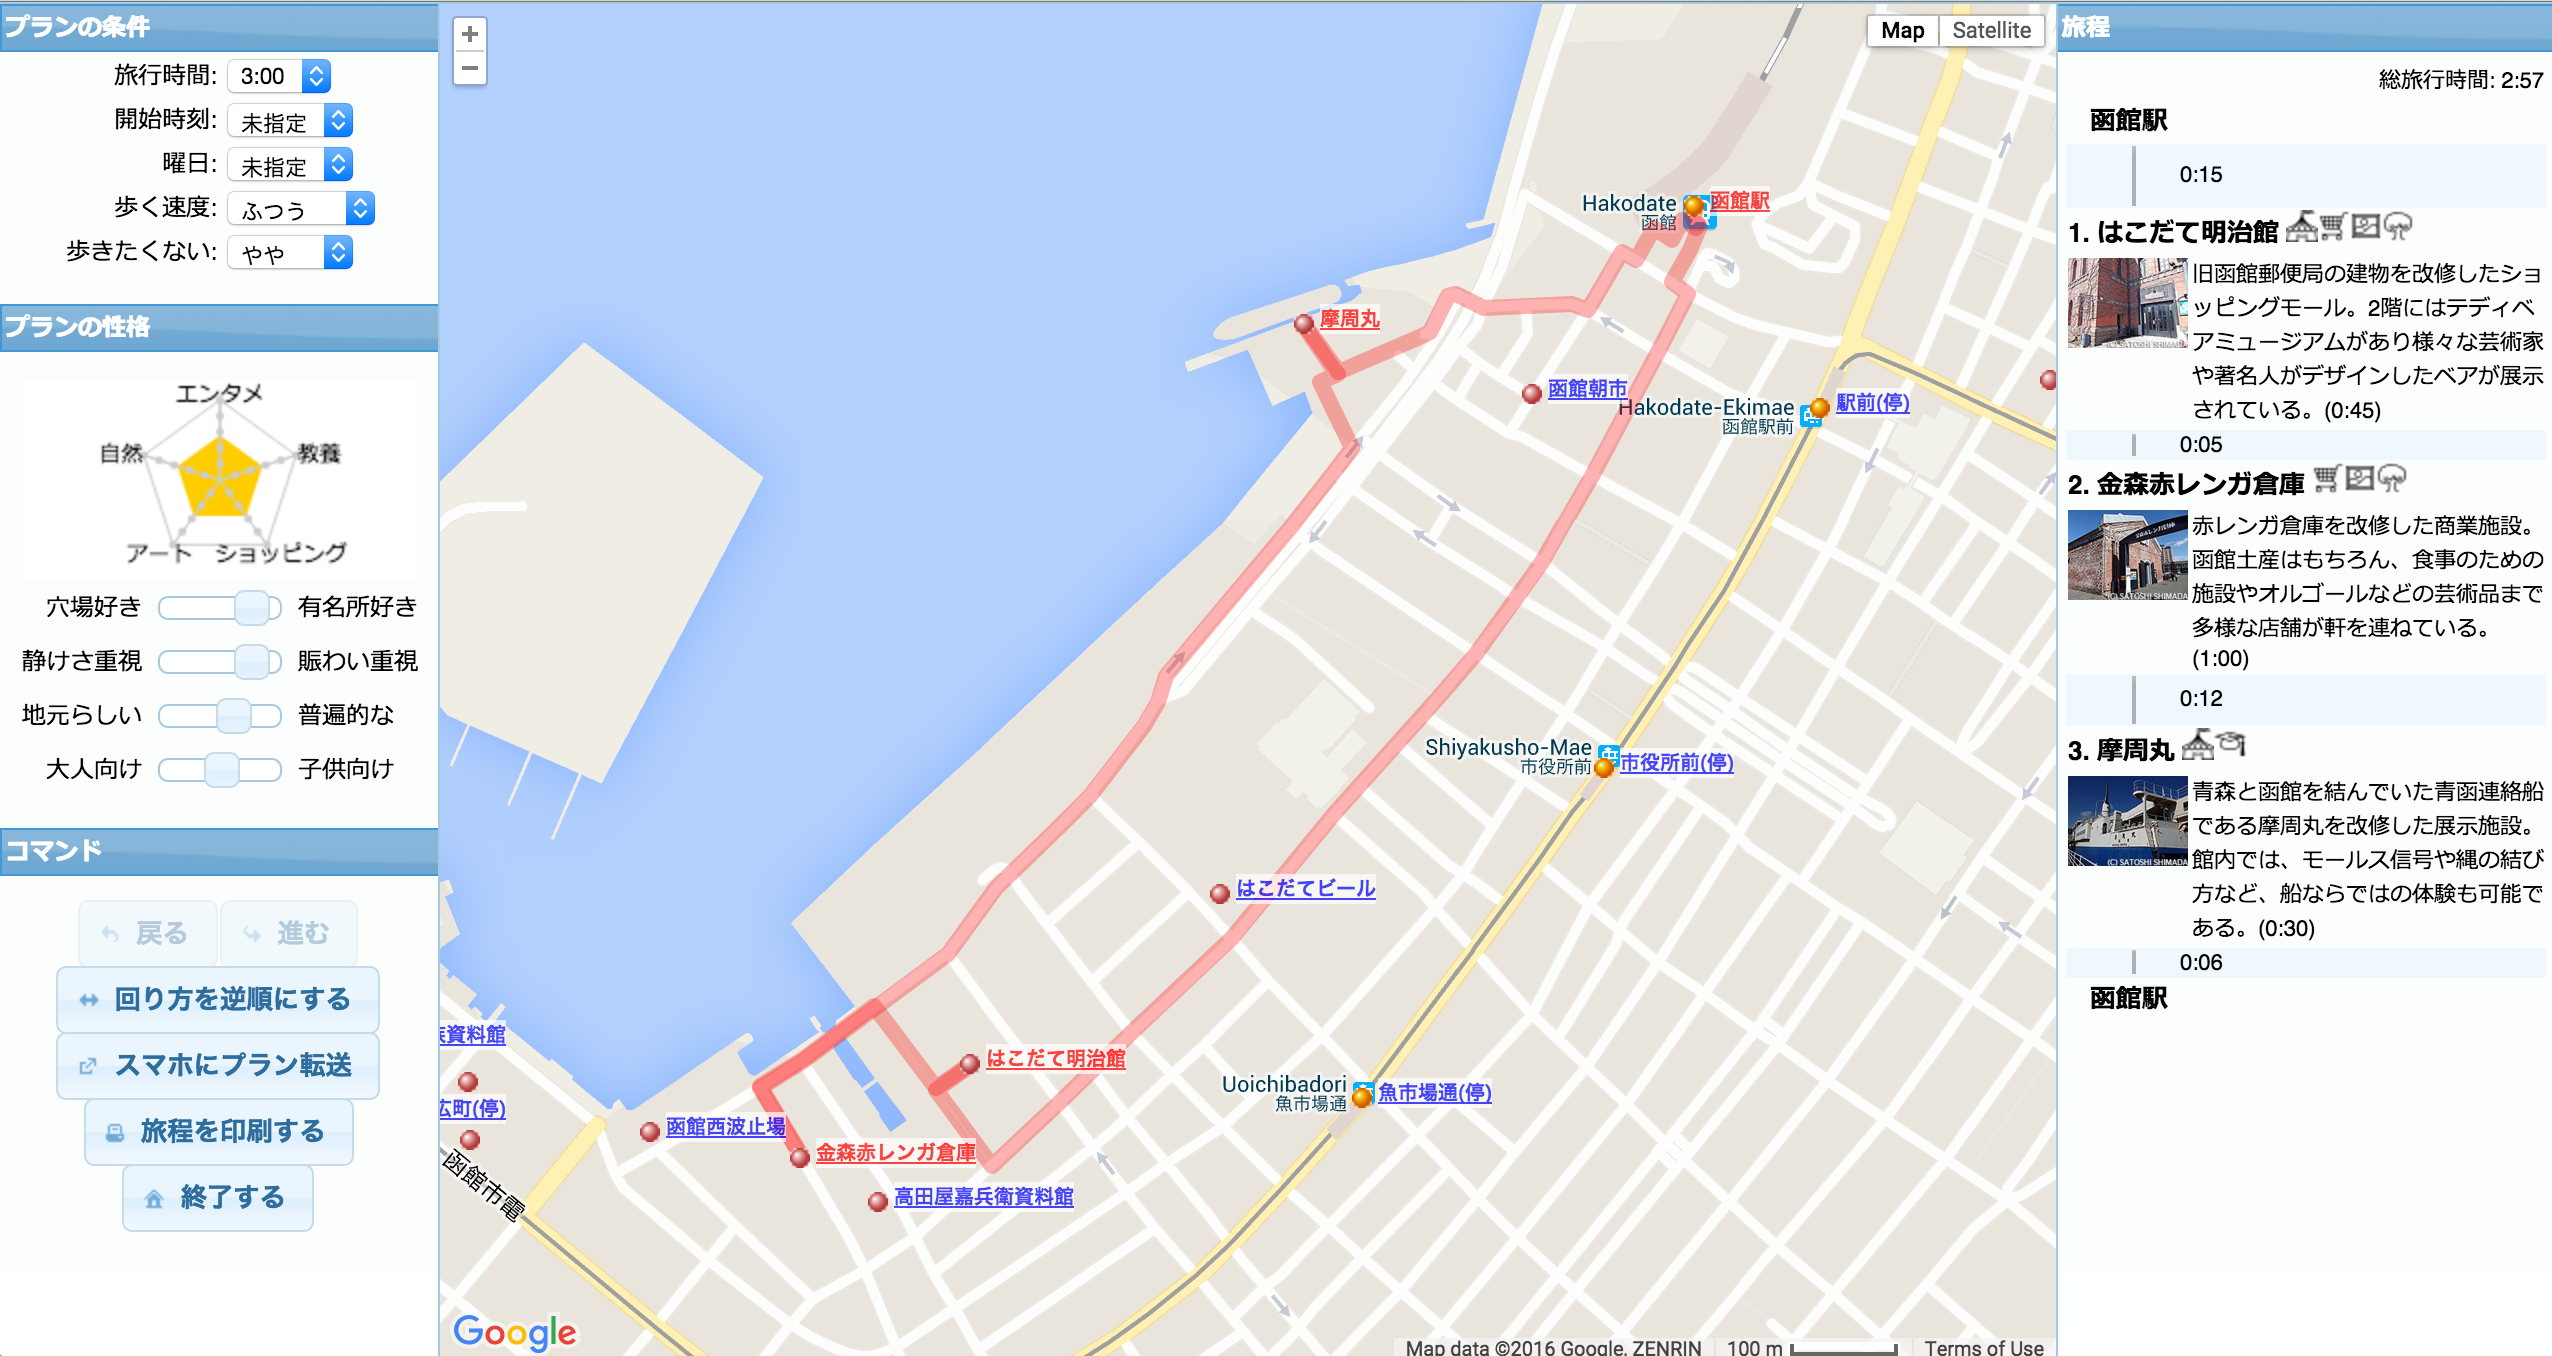 プランの条件
旅行時間: 3:00
開始時刻: 未指定
曜日: 未指定
歩く速度: ふつう
歩きたくない: やや
プランの性格
エンタメ
自然 教養
アート ショッピング
穴場好き 有名所好き
静けさ重視 賑わい重視
地元らしい 普遍的な
大人向け 子供向け
コマンド
戻る 進む
回り方を逆順にする
スマホにプラン転送
旅程を印刷する
終了する
+
−
Map Satellite
Hakodate
函館
函館駅
摩周丸
函館朝市
Hakodate-Ekimae
函館駅前
駅前(停)
Shiyakusho-Mae
市役所前
市役所前(停)
はこだてビール
資料館
はこだて明治館
Uoichibadori
魚市場通
魚市場通(停)
広町(停)
函館西波止場
金森赤レンガ倉庫
高田屋嘉兵衛資料館
函館市電
Google
Map data ©2016 Google, ZENRIN 100 m Terms of Use
旅程
総旅行時間: 2:57
函館駅
0:15
1. はこだて明治館
旧函館郵便局の建物を改修したショ
ッピングモール。2階にはテディベ
アミュージアムがあり様々な芸術家
や著名人がデザインしたベアが展示
されている。(0:45)
(C) SATOSHI SHIMADA
0:05
2. 金森赤レンガ倉庫
赤レンガ倉庫を改修した商業施設。
函館土産はもちろん、食事のための
施設やオルゴールなどの芸術品まで
多様な店舗が軒を連ねている。
(1:00)
(C) SATOSHI SHIMADA
0:12
3. 摩周丸
青森と函館を結んでいた青函連絡船
である摩周丸を改修した展示施設。
館内では、モールス信号や縄の結び
方など、船ならではの体験も可能で
ある。(0:30)
(C) SATOSHI SHIMADA
0:06
函館駅